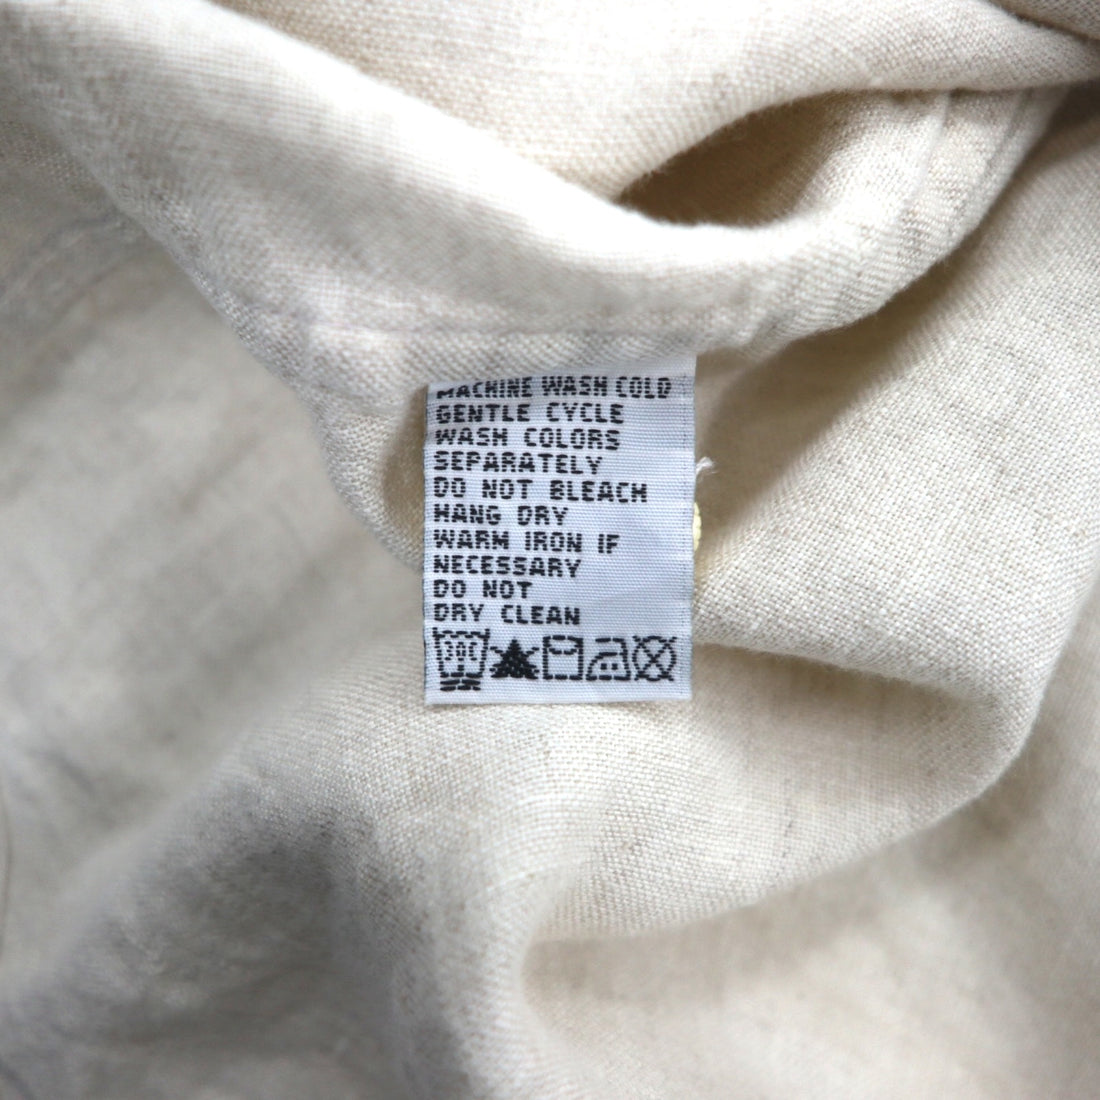 MACHINE WASH COLD
GENTLE CYCLE
WASH COLORS
SEPARATELY
DO NOT BLEACH
HANG DRY
WARM IRON IF
NECESSARY
DO NOT
DRY CLEAN
30C